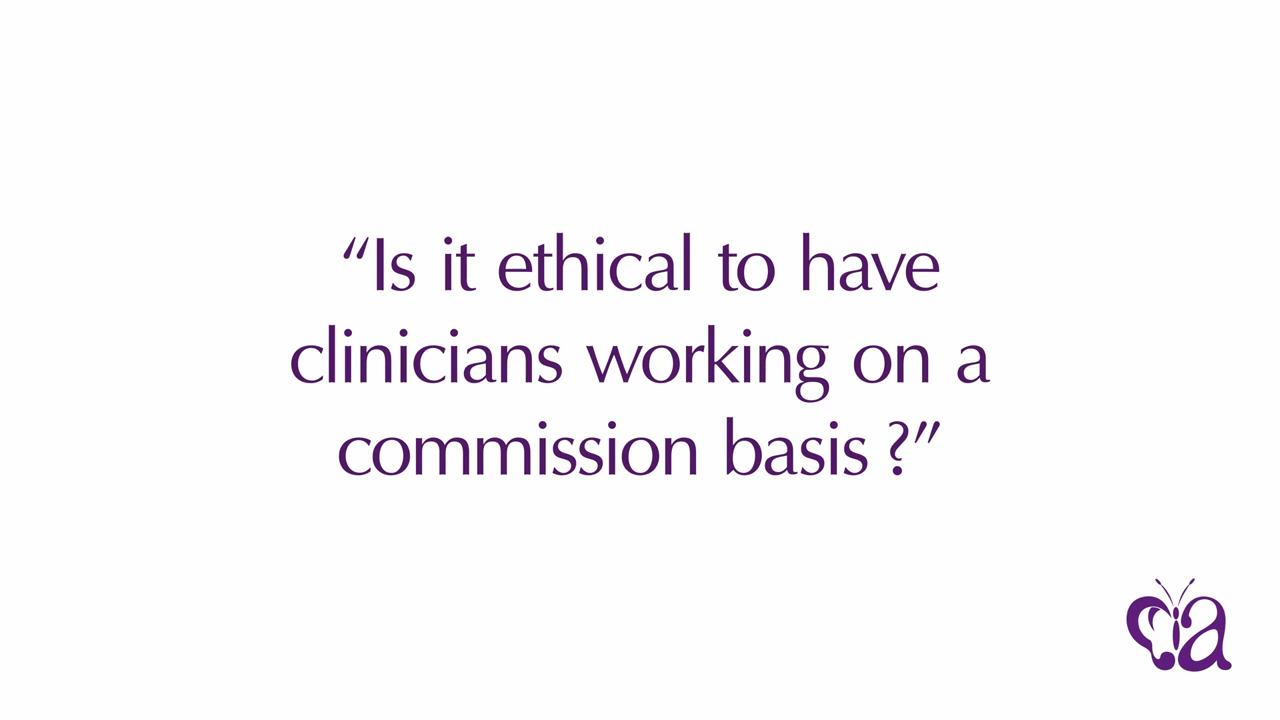 “Is it ethical to have
clinicians working on a
commission basis ?”
a